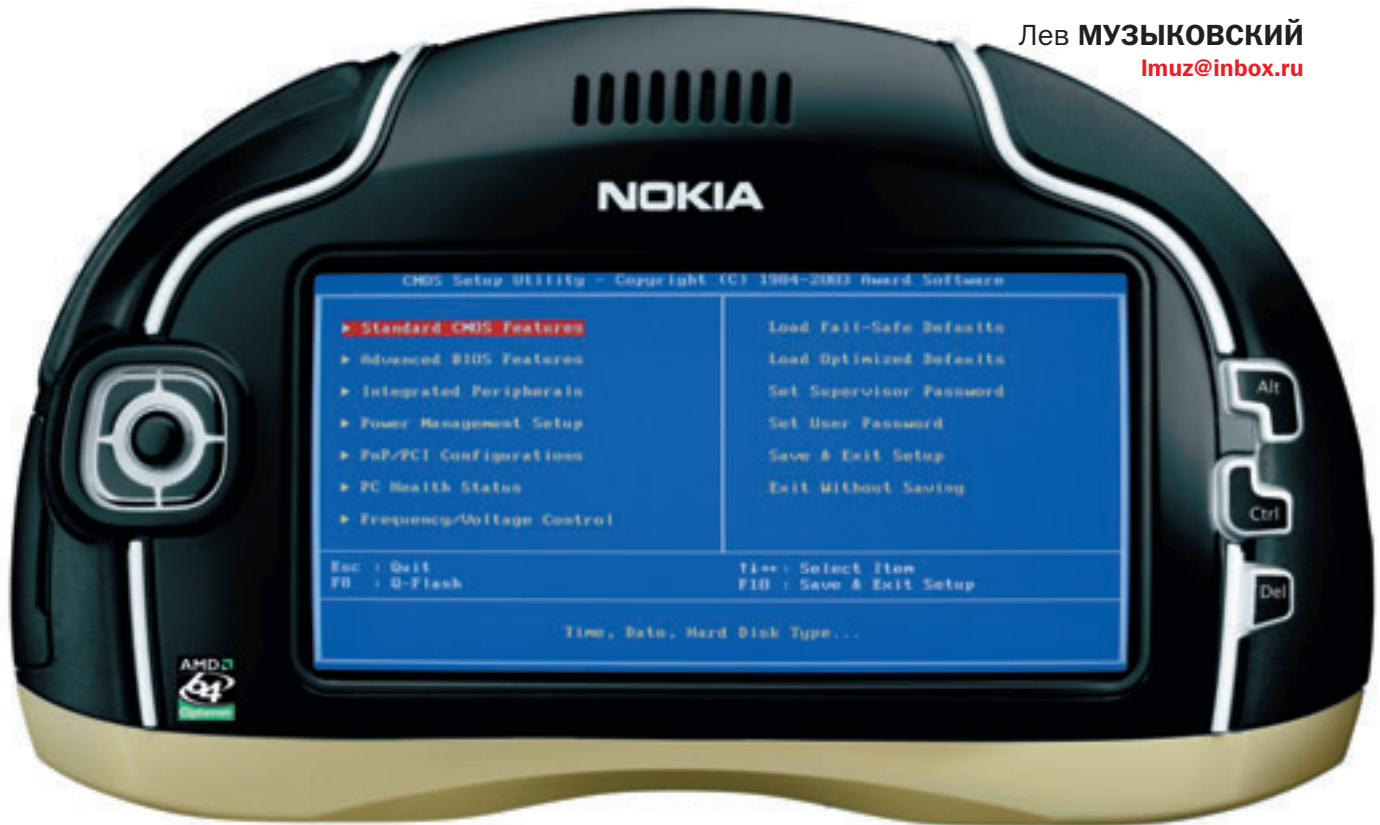 Лев МУЗЫКОВСКИЙ
lmuz@inbox.ru
NOKIA
CMOS Setup Utility - Copyright (C) 1984-2003 Award Software
▶ Standard CMOS Features
▶ Advanced BIOS Features
▶ Integrated Peripherals
▶ Power Management Setup
▶ PnP/PCI Configurations
▶ PC Health Status
▶ Frequency/Voltage Control
Load Fail-Safe Defaults
Load Optimized Defaults
Set Supervisor Password
Set User Password
Save & Exit Setup
Exit Without Saving
Esc : Quit
F8 : Q-Flash
↑↓→← : Select Item
F10 : Save & Exit Setup
Time, Date, Hard Disk Type...
Alt
Ctrl
Del
AMD
64
Opteron